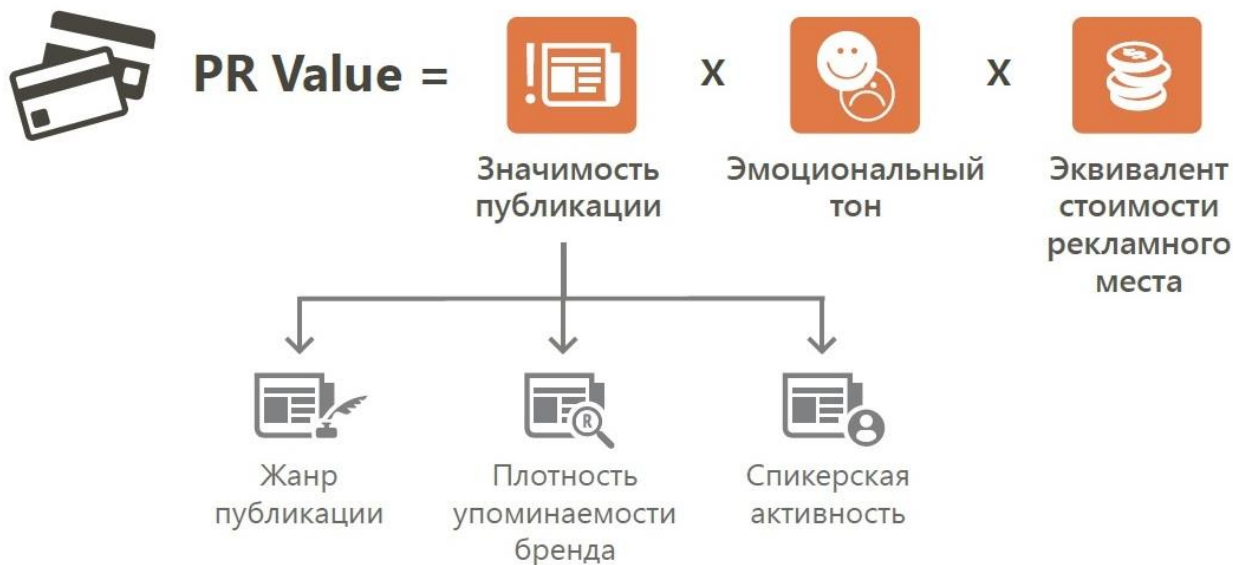 PR Value =
X
X
Значимость
публикации
Эмоциональный
тон
Эквивалент
стоимости
рекламного
места
R
Жанр
публикации
Плотность
упоминаемости
бренда
Спикерская
активность